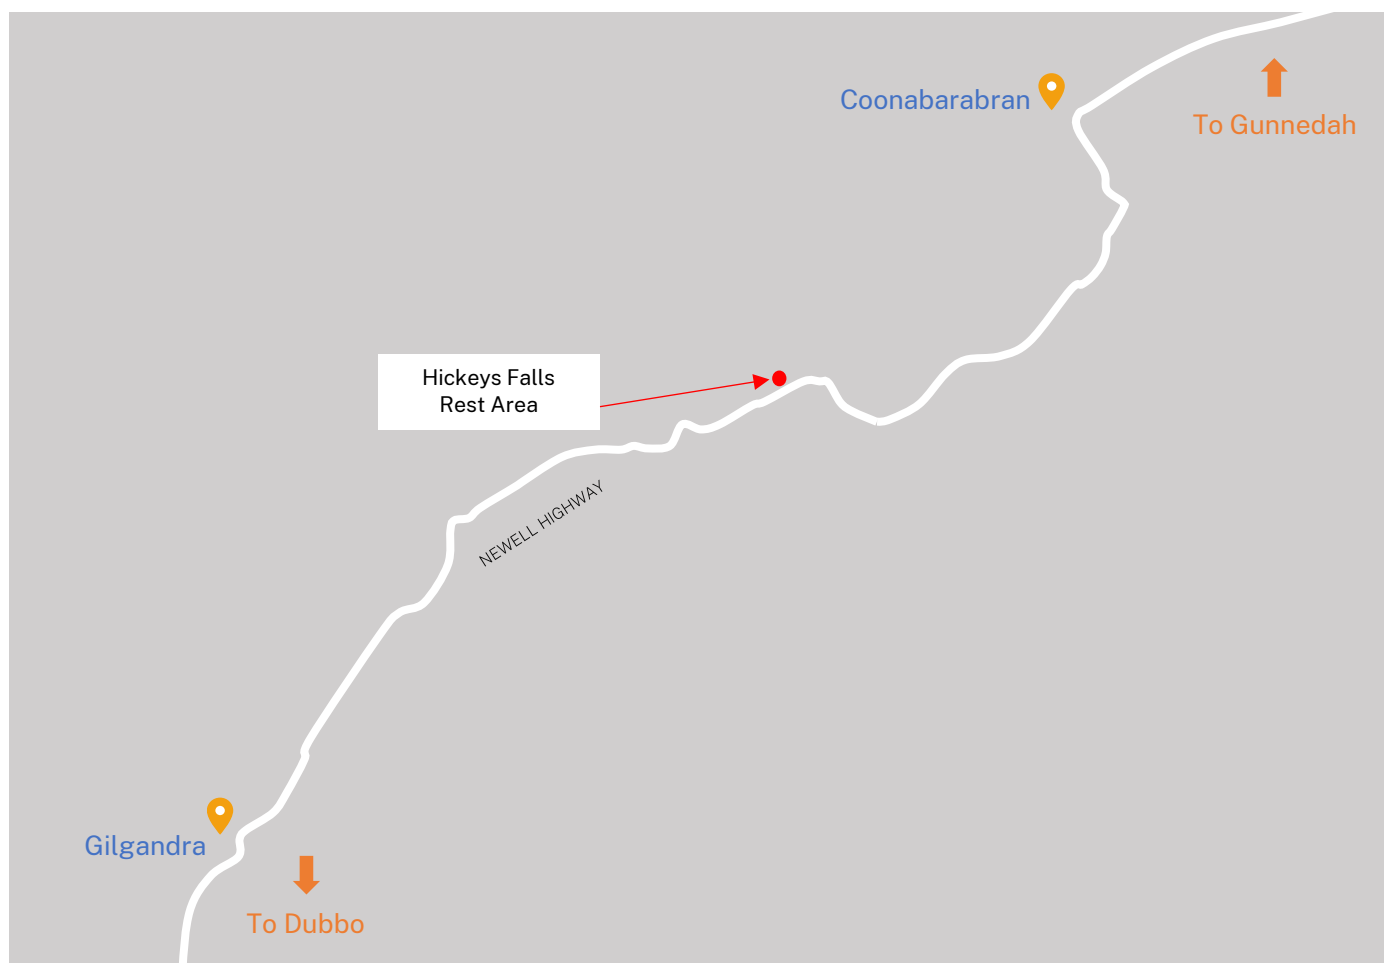 Coonabarabran
To Gunnedah
Hickeys Falls
Rest Area
NEWELL HIGHWAY
Gilgandra
To Dubbo